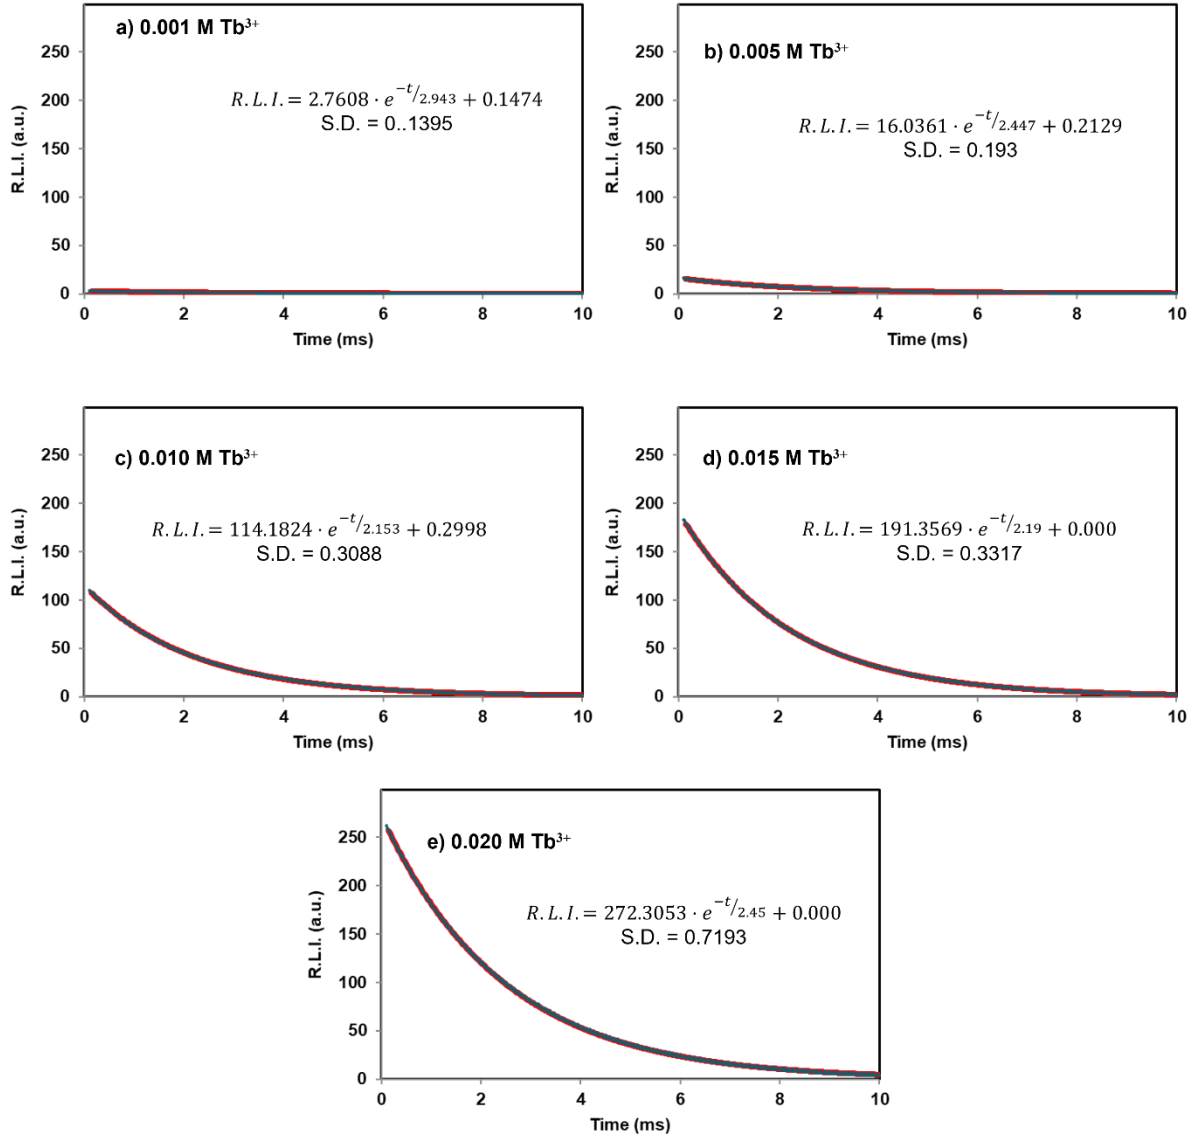 a) 0.001 M Tb³⁺
R.L.I. = 2.7608 · e^(−t/2.943) + 0.1474
S.D. = 0..1395
250
200
150
100
50
0
R.L.I. (a.u.)
0 2 4 6 8 10
Time (ms)
b) 0.005 M Tb³⁺
R.L.I. = 16.0361 · e^(−t/2.447) + 0.2129
S.D. = 0.193
250
200
150
100
50
0
R.L.I. (a.u.)
0 2 4 6 8 10
Time (ms)
c) 0.010 M Tb³⁺
R.L.I. = 114.1824 · e^(−t/2.153) + 0.2998
S.D. = 0.3088
250
200
150
100
50
0
R.L.I. (a.u.)
0 2 4 6 8 10
Time (ms)
d) 0.015 M Tb³⁺
R.L.I. = 191.3569 · e^(−t/2.19) + 0.000
S.D. = 0.3317
250
200
150
100
50
0
R.L.I. (a.u.)
0 2 4 6 8 10
Time (ms)
e) 0.020 M Tb³⁺
R.L.I. = 272.3053 · e^(−t/2.45) + 0.000
S.D. = 0.7193
250
200
150
100
50
0
R.L.I. (a.u.)
0 2 4 6 8 10
Time (ms)